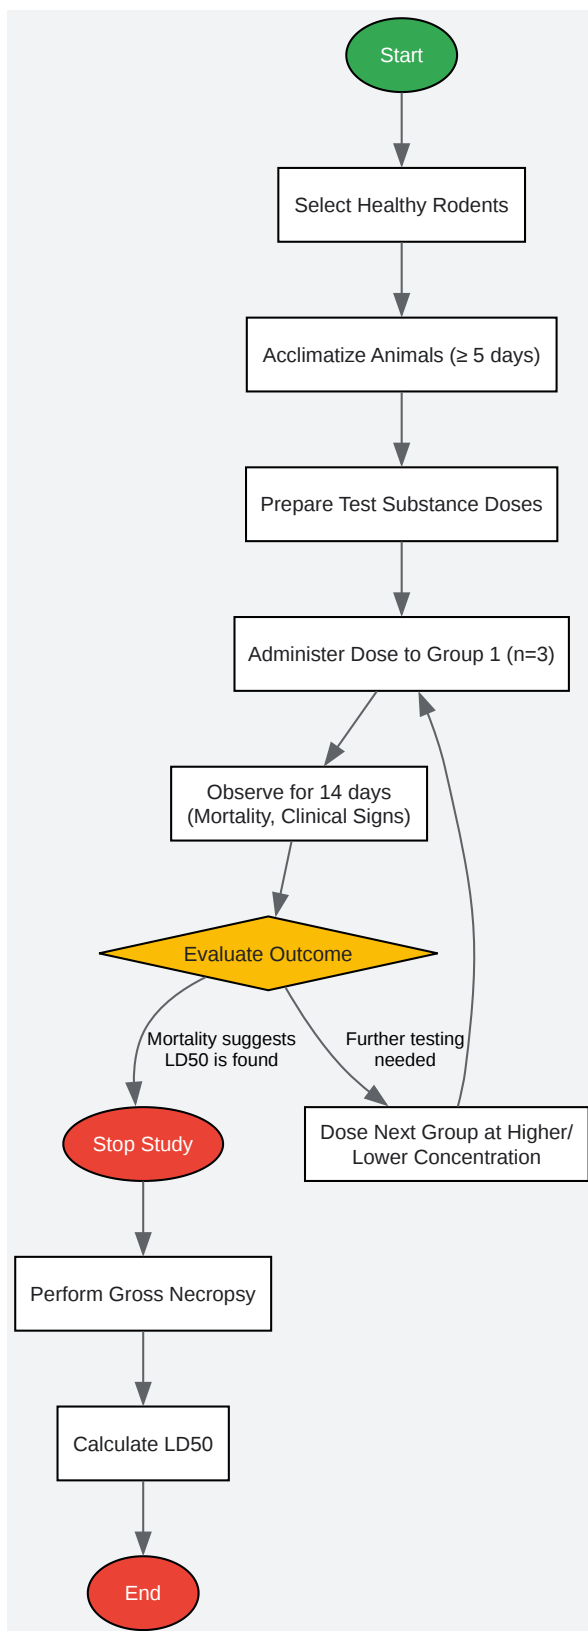 Start
Select Healthy Rodents
Acclimatize Animals (≥ 5 days)
Prepare Test Substance Doses
Administer Dose to Group 1 (n=3)
Observe for 14 days
(Mortality, Clinical Signs)
Evaluate Outcome
Mortality suggests
LD50 is found
Further testing
needed
Stop Study
Dose Next Group at Higher/
Lower Concentration
Perform Gross Necropsy
Calculate LD50
End